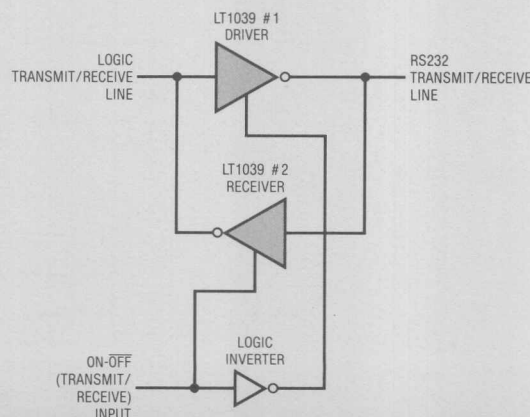 LT1039 #1
DRIVER
LOGIC
TRANSMIT/RECEIVE
LINE
RS232
TRANSMIT/RECEIVE
LINE
LT1039 #2
RECEIVER
LOGIC
INVERTER
ON-O̅F̅F̅
(TRANSMIT/
RECEIVE)
INPUT